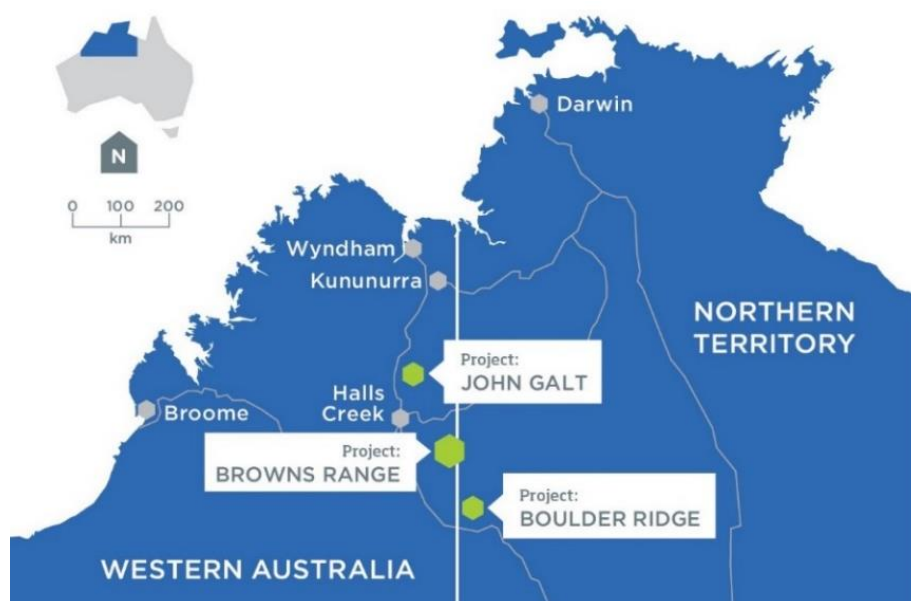 N
0 100 200
km
Darwin
Wyndham
Kununurra
NORTHERN
TERRITORY
Project:
JOHN GALT
Halls
Creek
Broome
Project:
BROWNS RANGE
Project:
BOULDER RIDGE
WESTERN AUSTRALIA